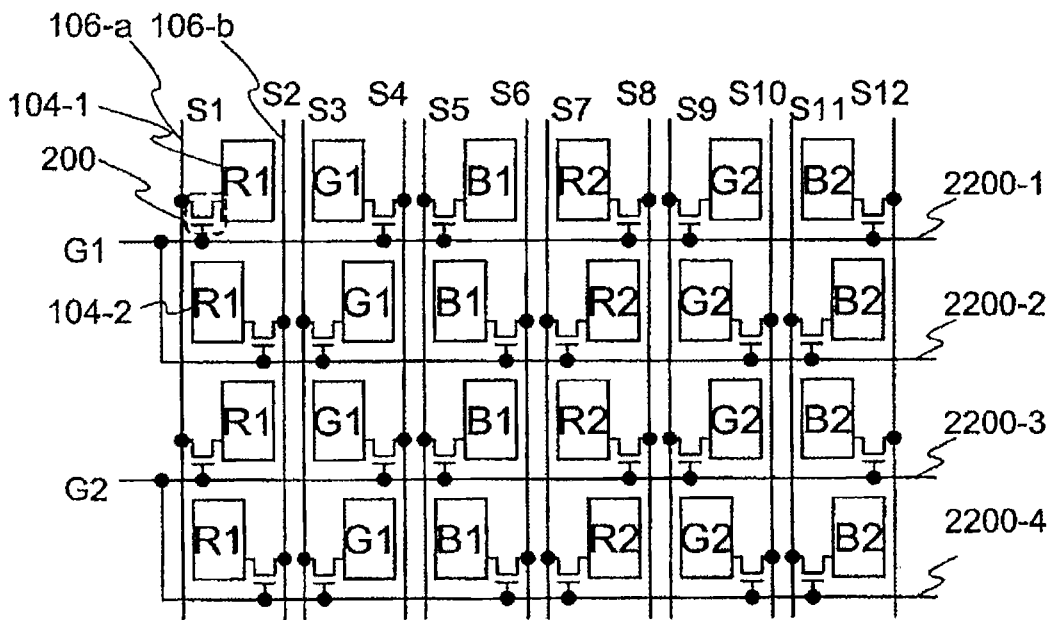 106-a 106-b
104-1
S1 S2 S3 S4 S5 S6 S7 S8 S9 S10 S11 S12
200
R1 G1 B1 R2 G2 B2
2200-1
G1
R1 G1 B1 R2 G2 B2
104-2
2200-2
R1 G1 B1 R2 G2 B2
2200-3
G2
R1 G1 B1 R2 G2 B2
2200-4